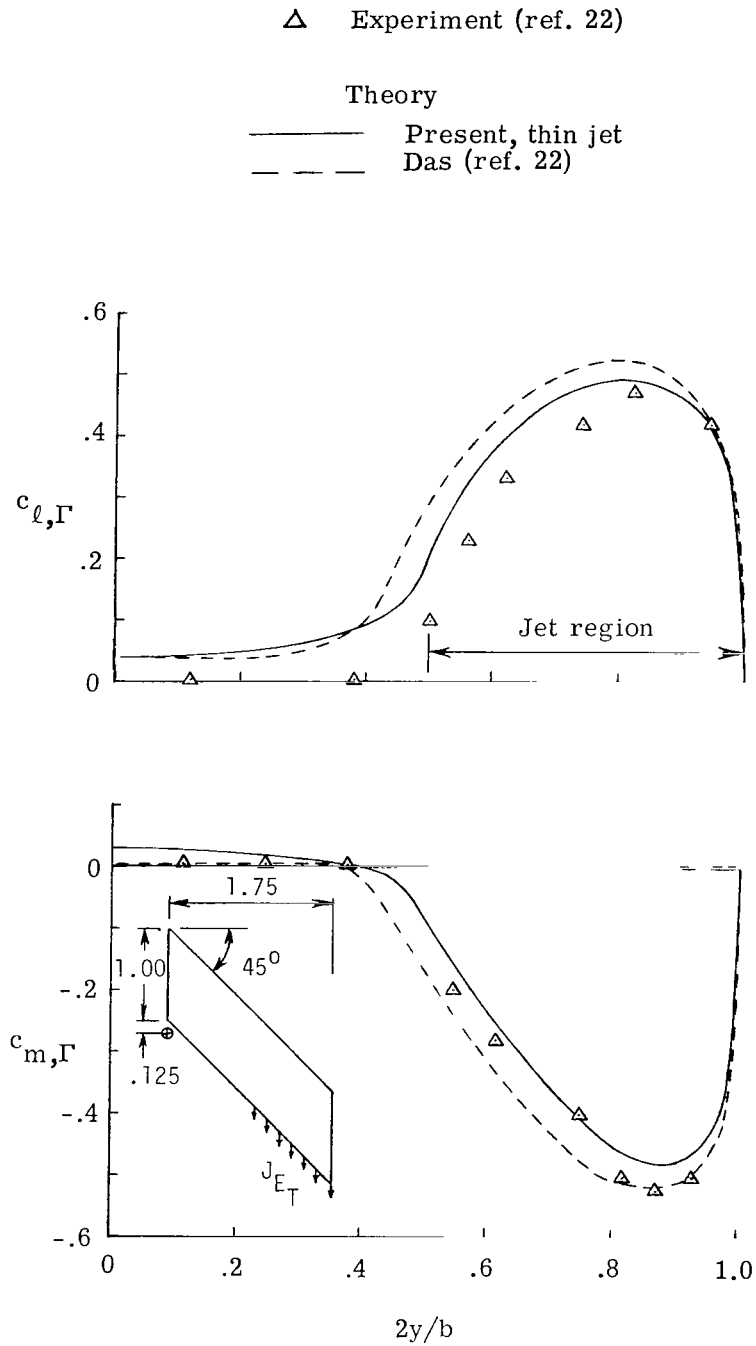 Experiment (ref. 22)
Theory
Present, thin jet
Das (ref. 22)
.6
.4
c_{ℓ,Γ}
.2
Jet region
0
0
1.75
1.00
45°
-.2
c_{m,Γ}
.125
-.4
J_{E_T}
-.6
0 .2 .4 .6 .8 1.0
2y/b